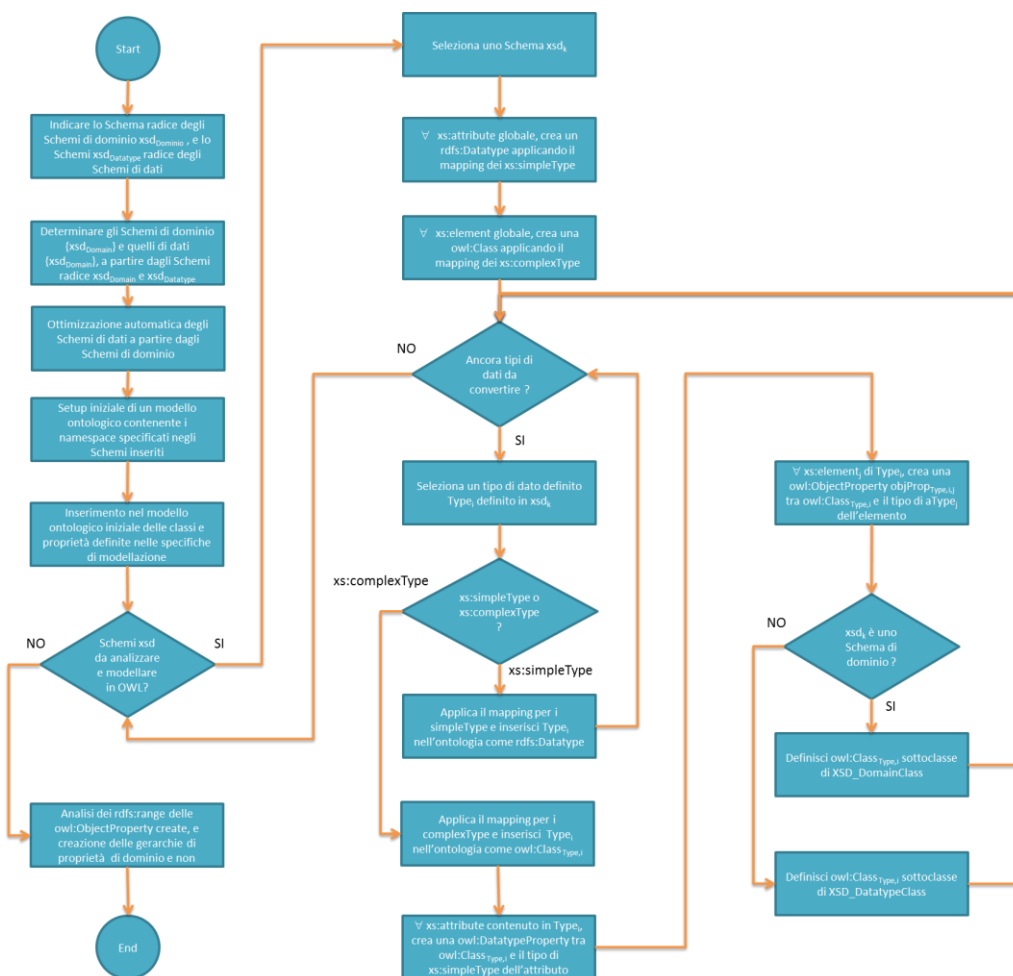 Start
Indicare lo Schema radice degli
Schemi di dominio xsdDominio , e lo
Schemi xsdDatatype radice degli
Schemi di dati
Determinare gli Schemi di dominio
{xsdDomain} e quelli di dati
{xsdDomain}, a partire dagli Schemi
radice xsdDomain e xsdDatatype
Ottimizzazione automatica degli
Schemi di dati a partire dagli
Schemi di dominio
Setup iniziale di un modello
ontologico contenente i
namespace specificati negli
Schemi inseriti
Inserimento nel modello
ontologico iniziale delle classi e
proprietà definite nelle specifiche
di modellazione
NO
Schemi xsd
da analizzare
e modellare
in OWL?
SI
Analisi dei rdfs:range delle
owl:ObjectProperty create, e
creazione delle gerarchie di
proprietà di dominio e non
End
Seleziona uno Schema xsdk
∀ xs:attribute globale, crea un
rdfs:Datatype applicando il
mapping dei xs:simpleType
∀ xs:element globale, crea una
owl:Class applicando il
mapping dei xs:complexType
NO
Ancora tipi di
dati da
convertire ?
SI
Seleziona un tipo di dato definito
Typei definito in xsdk
xs:complexType
xs:simpleType o
xs:complexType
?
xs:simpleType
Applica il mapping per i
simpleType e inserisci Typei
nell'ontologia come rdfs:Datatype
Applica il mapping per i
complexType e inserisci Typei
nell'ontologia come owl:ClassType,i
∀ xs:attribute contenuto in Typei,
crea una owl:DatatypeProperty tra
owl:ClassType,i e il tipo di
xs:simpleType dell'attributo
∀ xs:elementj di Typei, crea una
owl:ObjectProperty objPropType,i,j
tra owl:ClassType,i e il tipo di aTypej
dell'elemento
NO
xsdk è uno
Schema di
dominio ?
SI
Definisci owl:ClassType,i sottoclasse
di XSD_DomainClass
Definisci owl:ClassType,i sottoclasse
di XSD_DatatypeClass